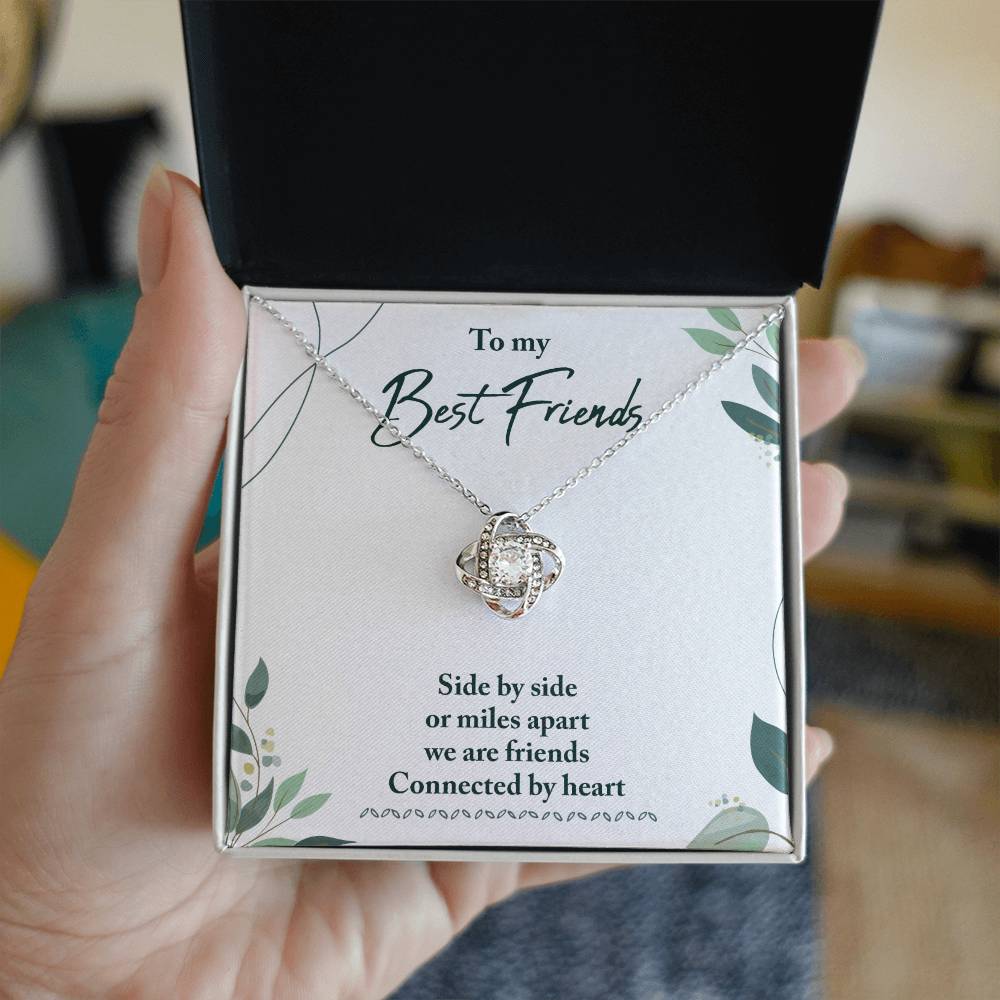 To my
Best Friends
Side by side
or miles apart
we are friends
Connected by heart